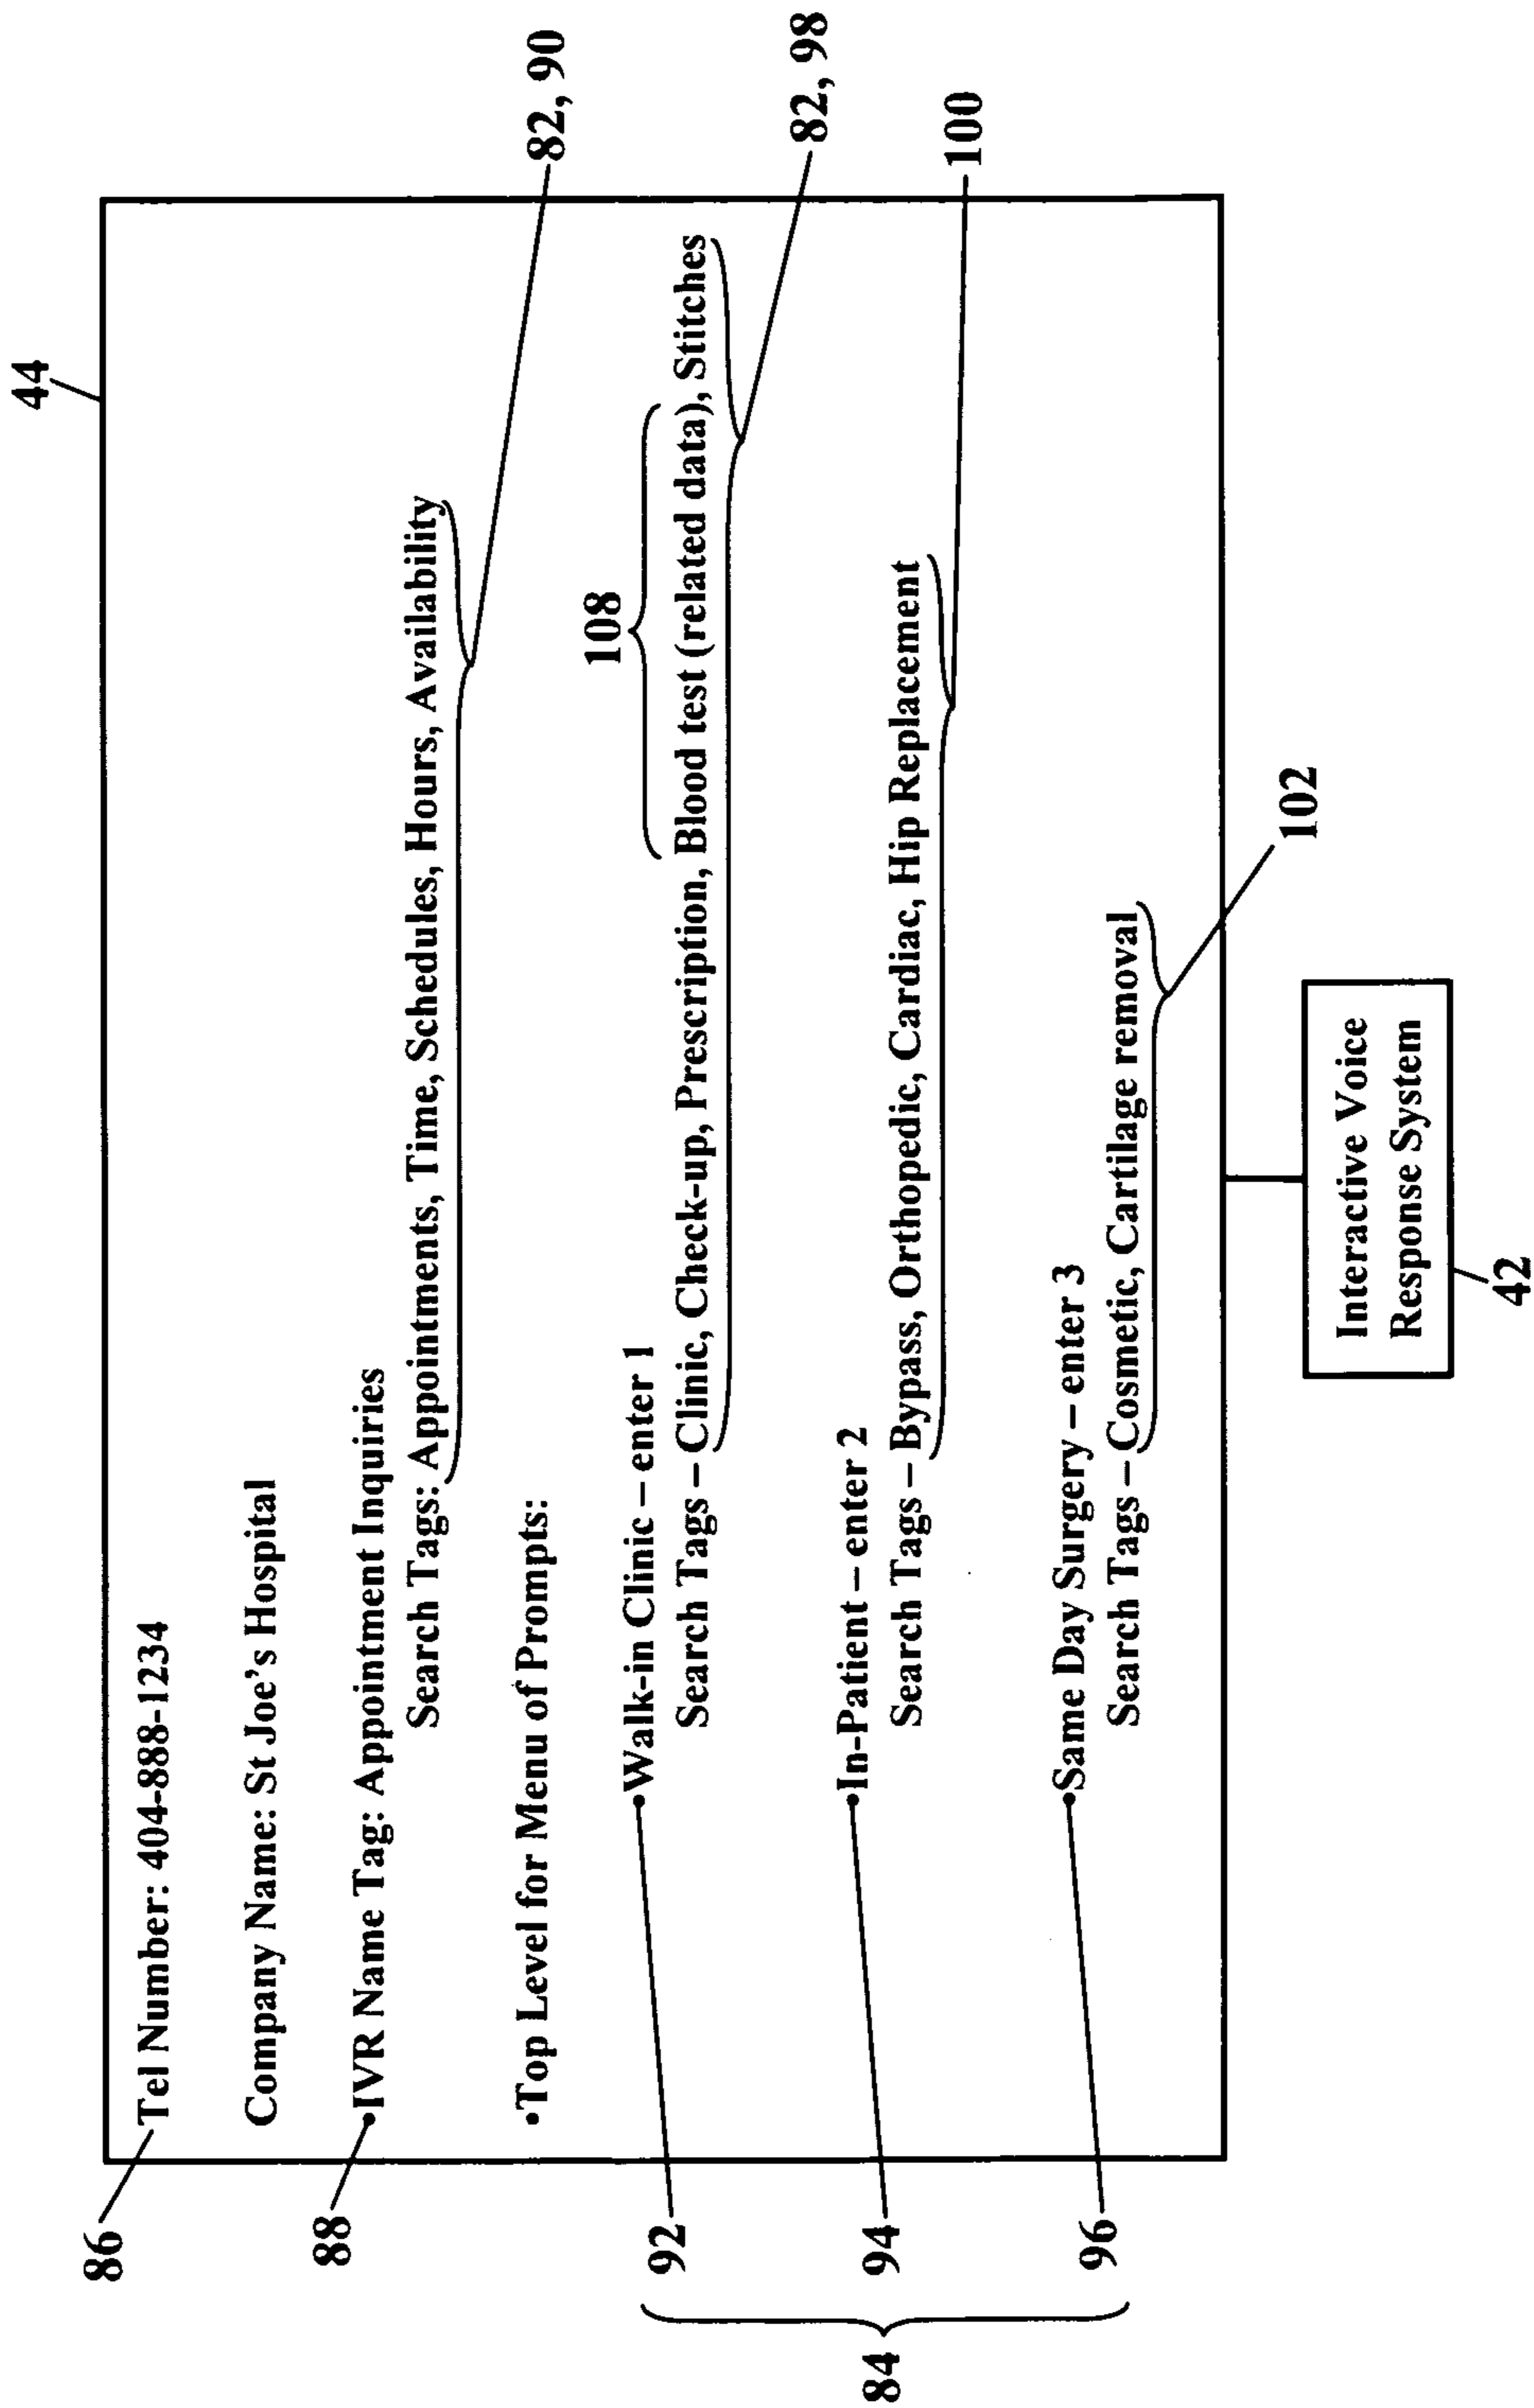 44
86
Tel Number: 404-888-1234
Company Name: St Joe's Hospital
88
•IVR Name Tag: Appointment Inquiries
Search Tags: Appointments, Time, Schedules, Hours, Availability
82, 90
•Top Level for Menu of Prompts:
108
92
•Walk-in Clinic – enter 1
Search Tags – Clinic, Check-up, Prescription, Blood test (related data), Stitches
82, 98
84
94
•In-Patient – enter 2
Search Tags – Bypass, Orthopedic, Cardiac, Hip Replacement
100
96
•Same Day Surgery – enter 3
Search Tags – Cosmetic, Cartilage removal
102
Interactive Voice
Response System
42